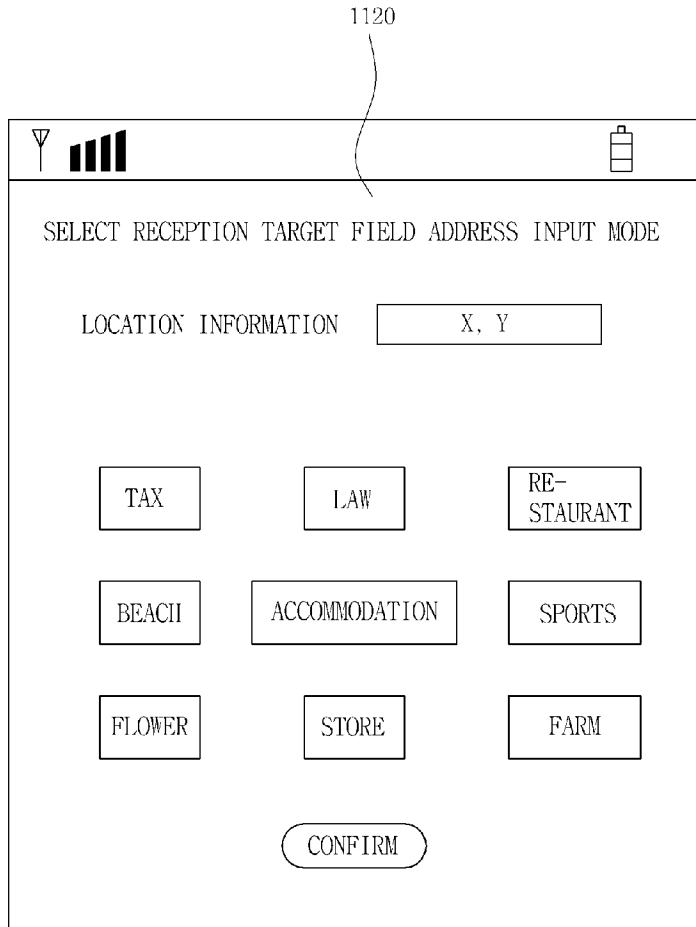 1120
SELECT RECEPTION TARGET FIELD ADDRESS INPUT MODE
LOCATION INFORMATION X, Y
TAX LAW RE-
STAURANT
BEACH ACCOMMODATION SPORTS
FLOWER STORE FARM
CONFIRM